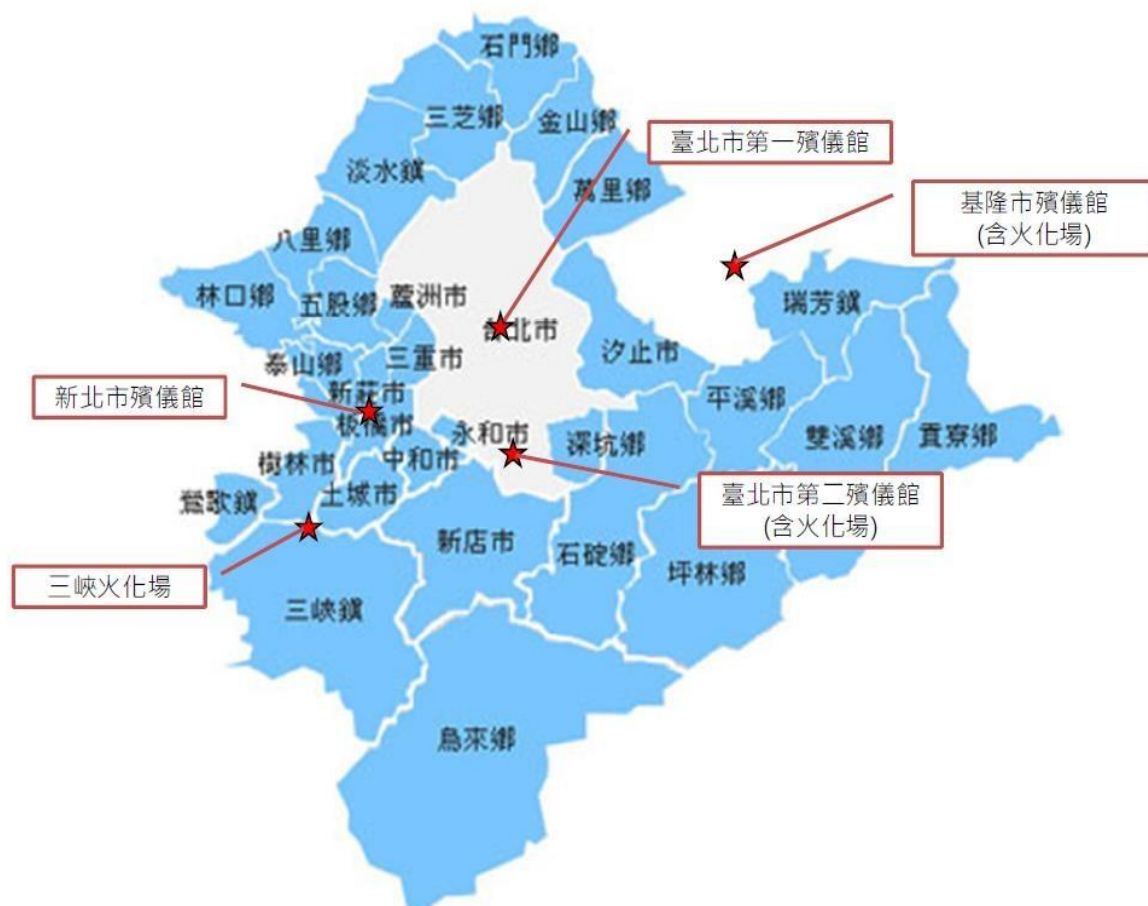 石門鄉
三芝鄉
金山鄉
臺北市第一殯儀館
淡水鎮
萬里鄉
基隆市殯儀館
(含火化場)
八里鄉
林口鄉
五股鄉
蘆洲市
瑞芳鎮
台北市
汐止市
泰山鄉
三重市
新北市殯儀館
新莊市
平溪鄉
板橋市
永和市
深坑鄉
雙溪鄉
貢寮鄉
樹林市
中和市
鶯歌鎮
土城市
臺北市第二殯儀館
(含火化場)
新店市
石碇鄉
坪林鄉
三峽火化場
三峽鎮
烏來鄉